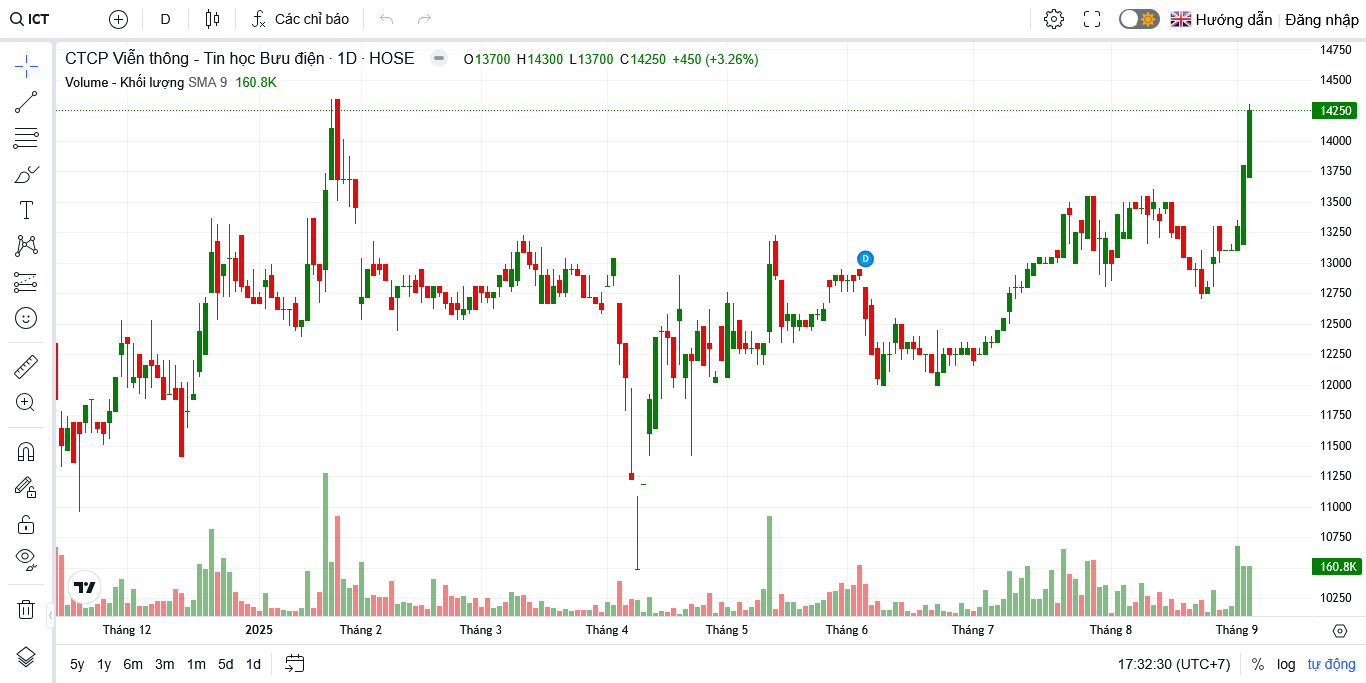 ICT D Các chỉ báo Hướng dẫn Đăng nhập
CTCP Viễn thông - Tin học Bưu điện · 1D · HOSE O13700 H14300 L13700 C14250 +450 (+3.26%)
Volume - Khối lượng SMA 9 160.8K
14750
14500
14250
14000
13750
13500
13250
13000
12750
12500
12250
12000
11750
11500
11250
11000
10750
160.8K
10250
D
Tháng 12 2025 Tháng 2 Tháng 3 Tháng 4 Tháng 5 Tháng 6 Tháng 7 Tháng 8 Tháng 9
5y 1y 6m 3m 1m 5d 1d 17:32:30 (UTC+7) % log tự động